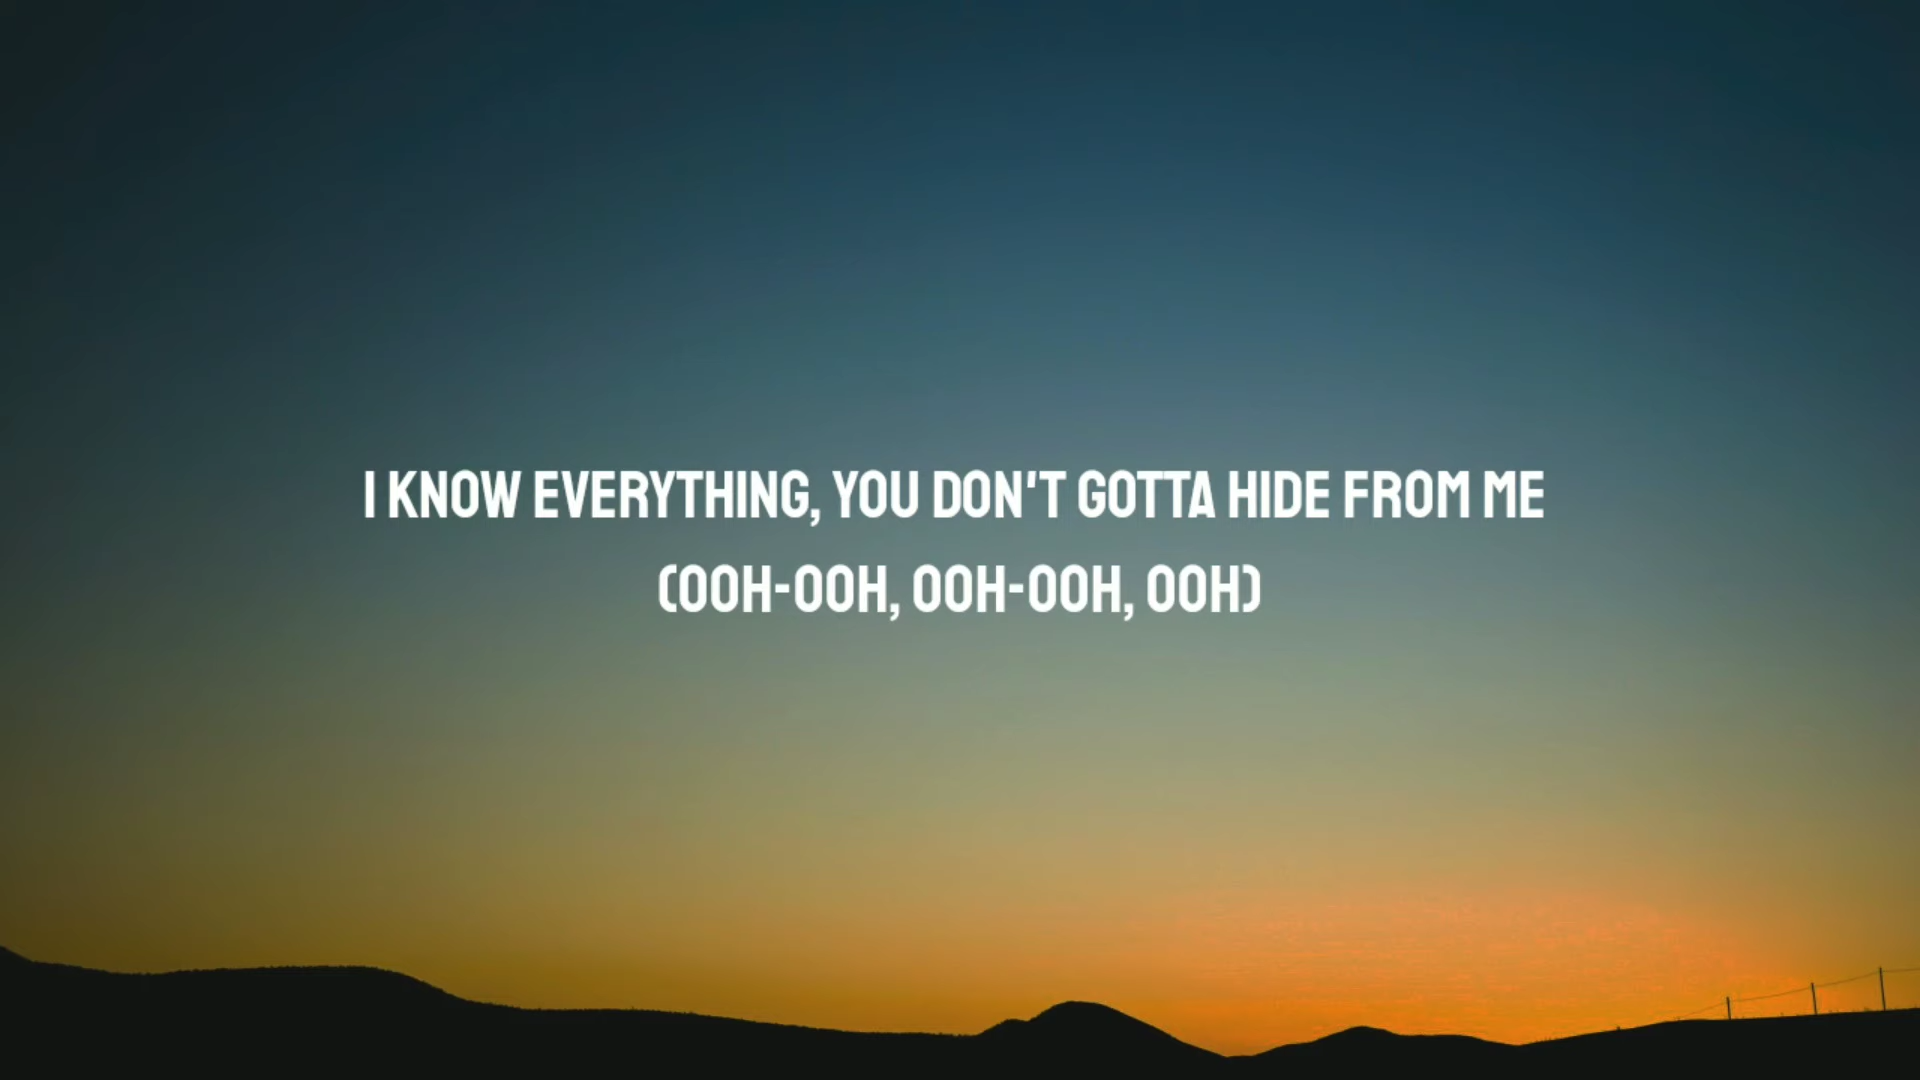 I KNOW EVERYTHING, YOU DON'T GOTTA HIDE FROM ME
(OOH-OOH, OOH-OOH, OOH)